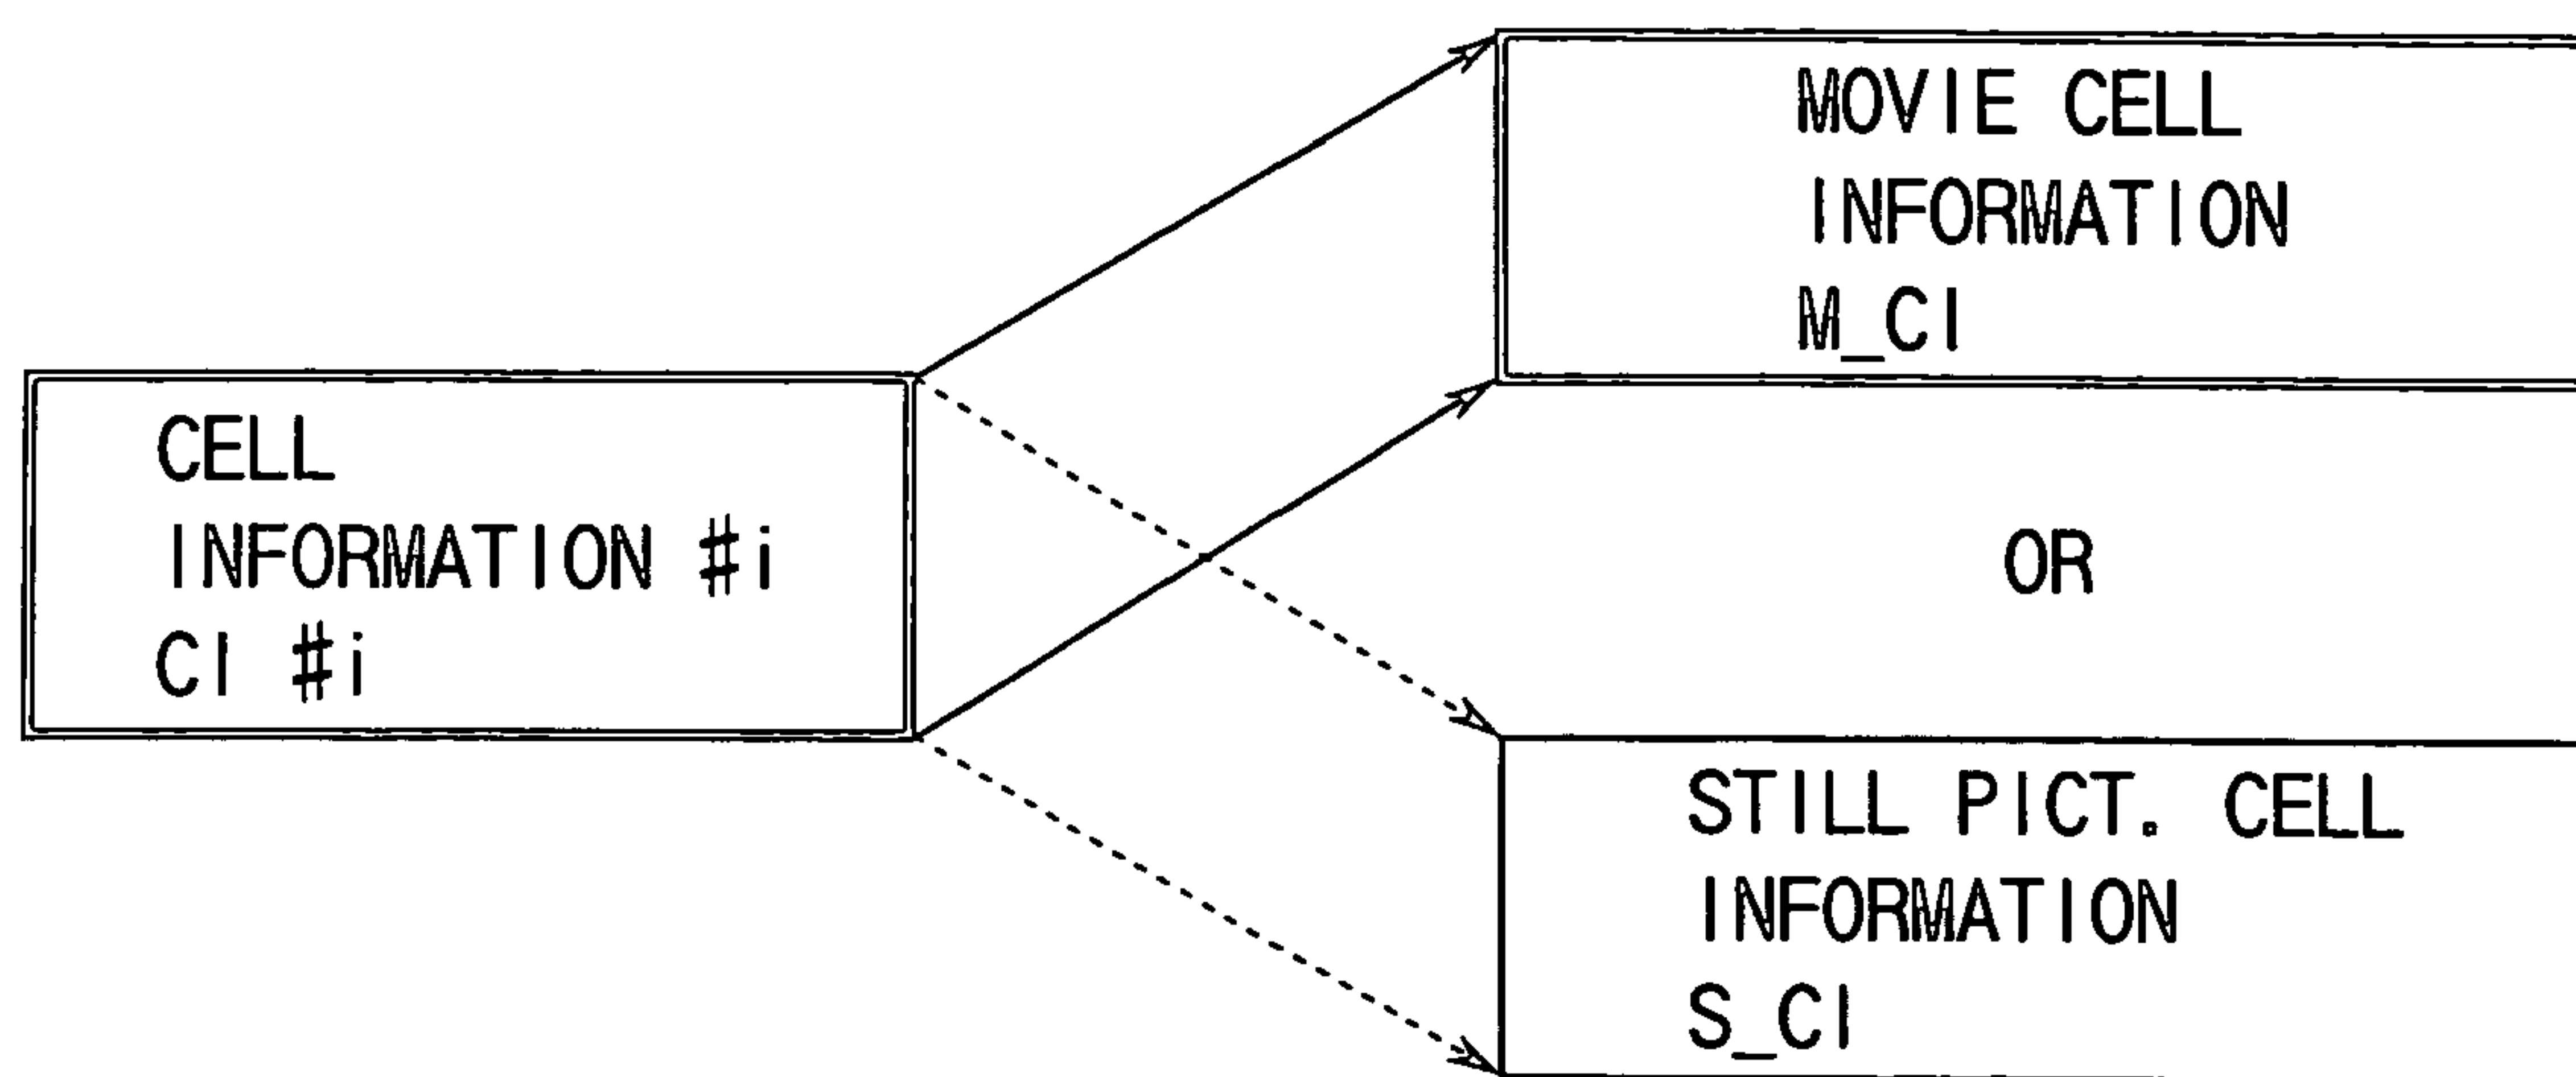 CELL
INFORMATION #i
CI #i
MOVIE CELL
INFORMATION
M_CI
OR
STILL PICT. CELL
INFORMATION
S_CI